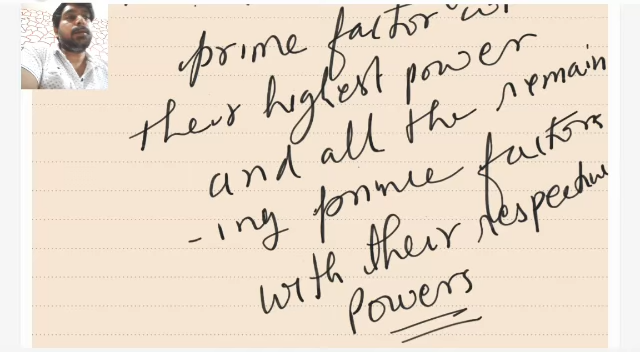 prime factor
their highest power
and all the remain
-ing prime factors
with their respective
Powers